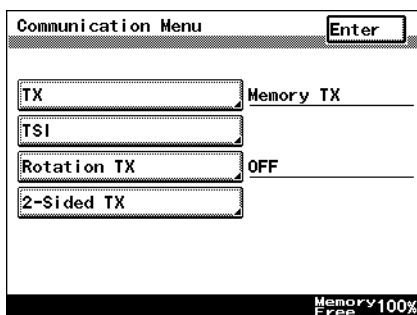 Communication Menu
Enter
TX
Memory TX
TSI
Rotation TX
OFF
2-Sided TX
Memory
Free 100%